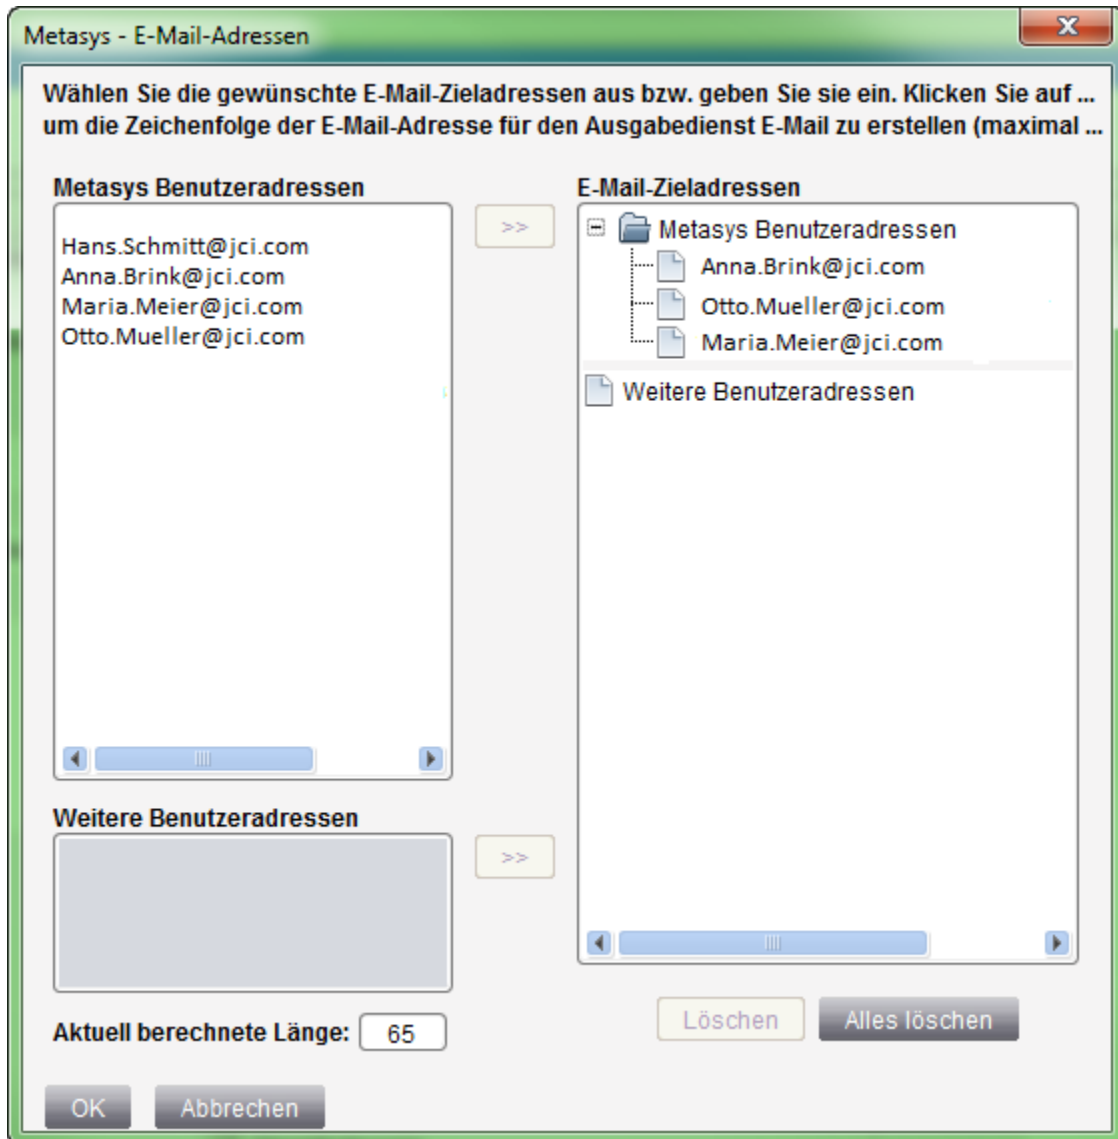 Metasys - E-Mail-Adressen
Wählen Sie die gewünschte E-Mail-Zieladressen aus bzw. geben Sie sie ein. Klicken Sie auf ...
um die Zeichenfolge der E-Mail-Adresse für den Ausgabedienst E-Mail zu erstellen (maximal ...
Metasys Benutzeradressen
Hans.Schmitt@jci.com
Anna.Brink@jci.com
Maria.Meier@jci.com
Otto.Mueller@jci.com
>>
E-Mail-Zieladressen
Metasys Benutzeradressen
Anna.Brink@jci.com
Otto.Mueller@jci.com
Maria.Meier@jci.com
Weitere Benutzeradressen
Weitere Benutzeradressen
>>
Aktuell berechnete Länge: 65
Löschen
Alles löschen
OK
Abbrechen